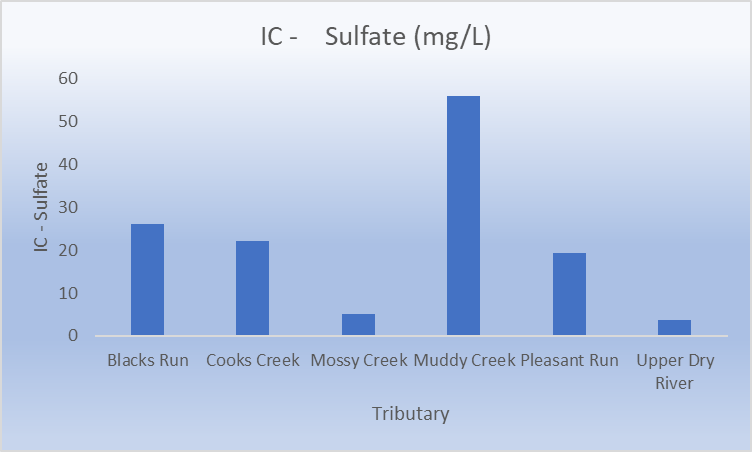 IC - Sulfate (mg/L)
IC - Sulfate
60
50
40
30
20
10
0
Blacks Run
Cooks Creek
Mossy Creek
Muddy Creek
Pleasant Run
Upper Dry
River
Tributary